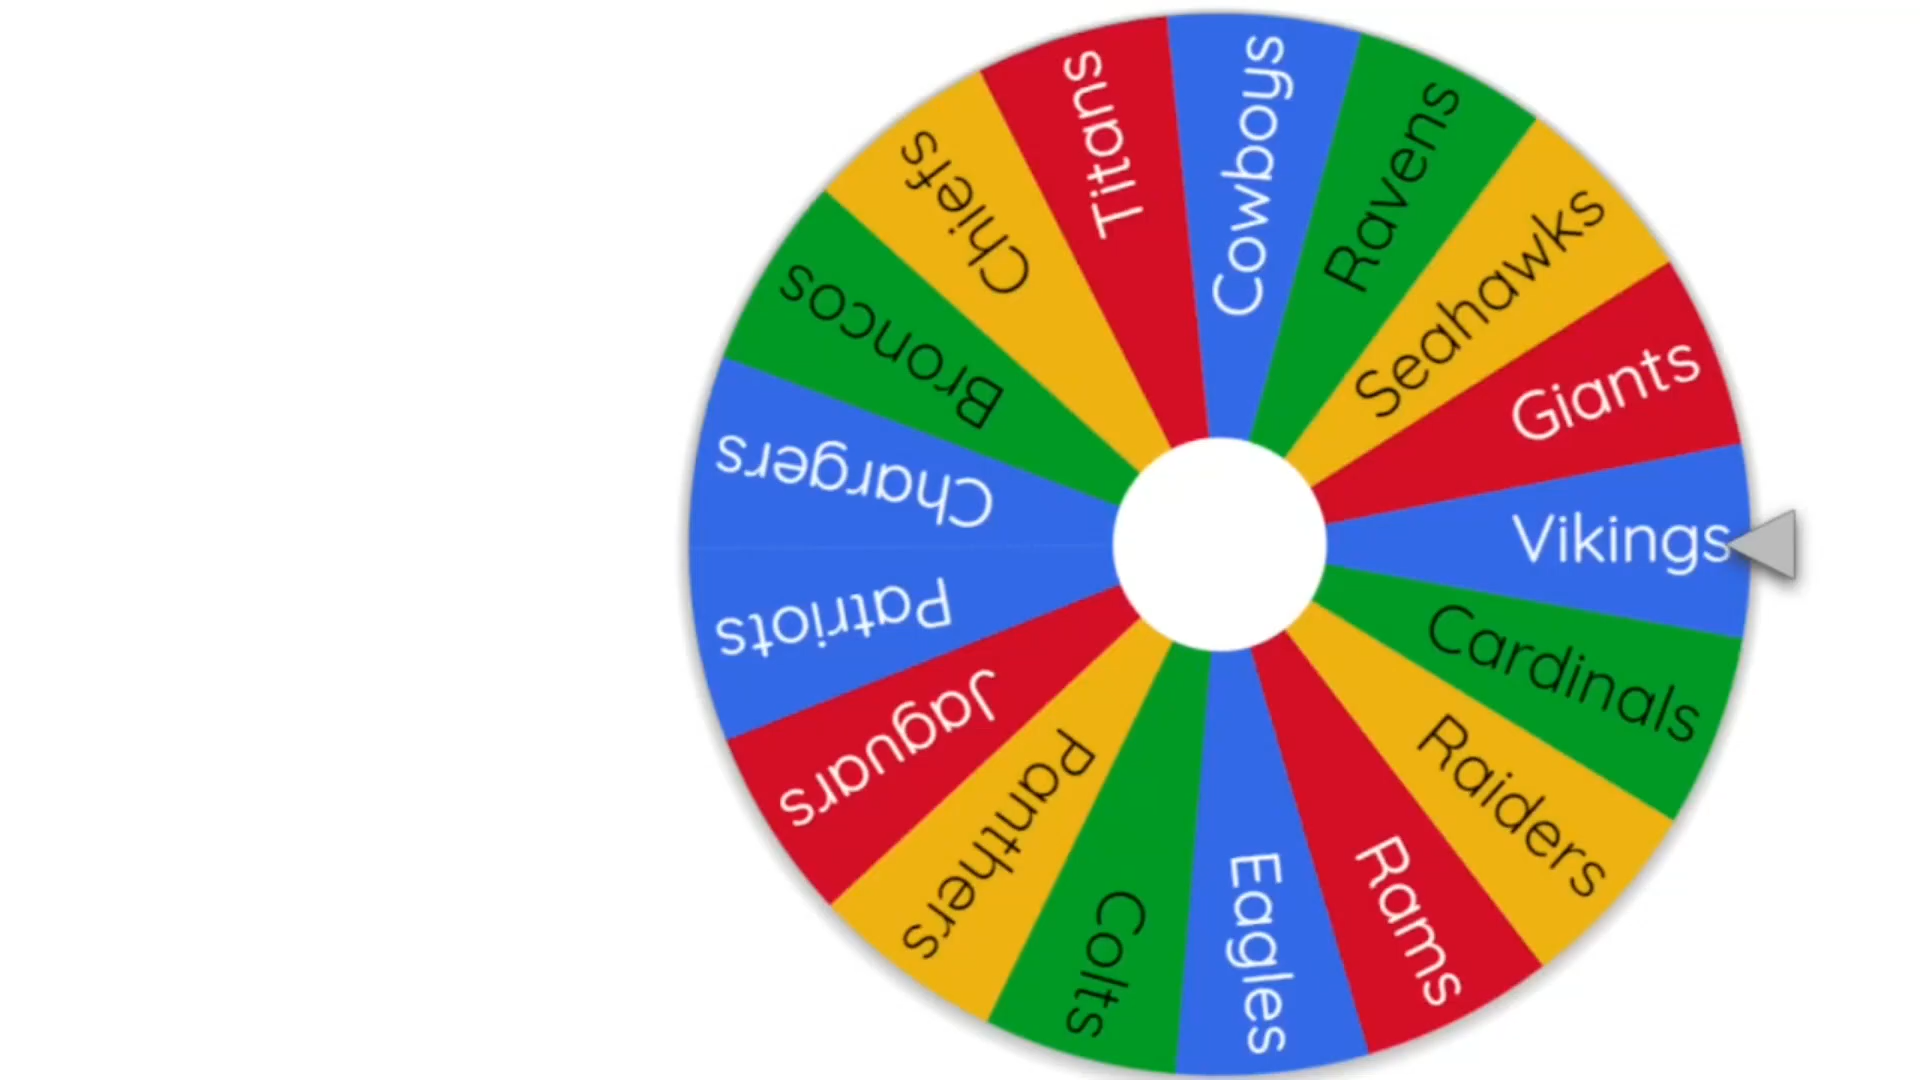 Cowboys
Ravens
Seahawks
Giants
Vikings
Cardinals
Raiders
Rams
Eagles
Colts
Panthers
Jaguars
Patriots
Chargers
Broncos
Chiefs
Titans